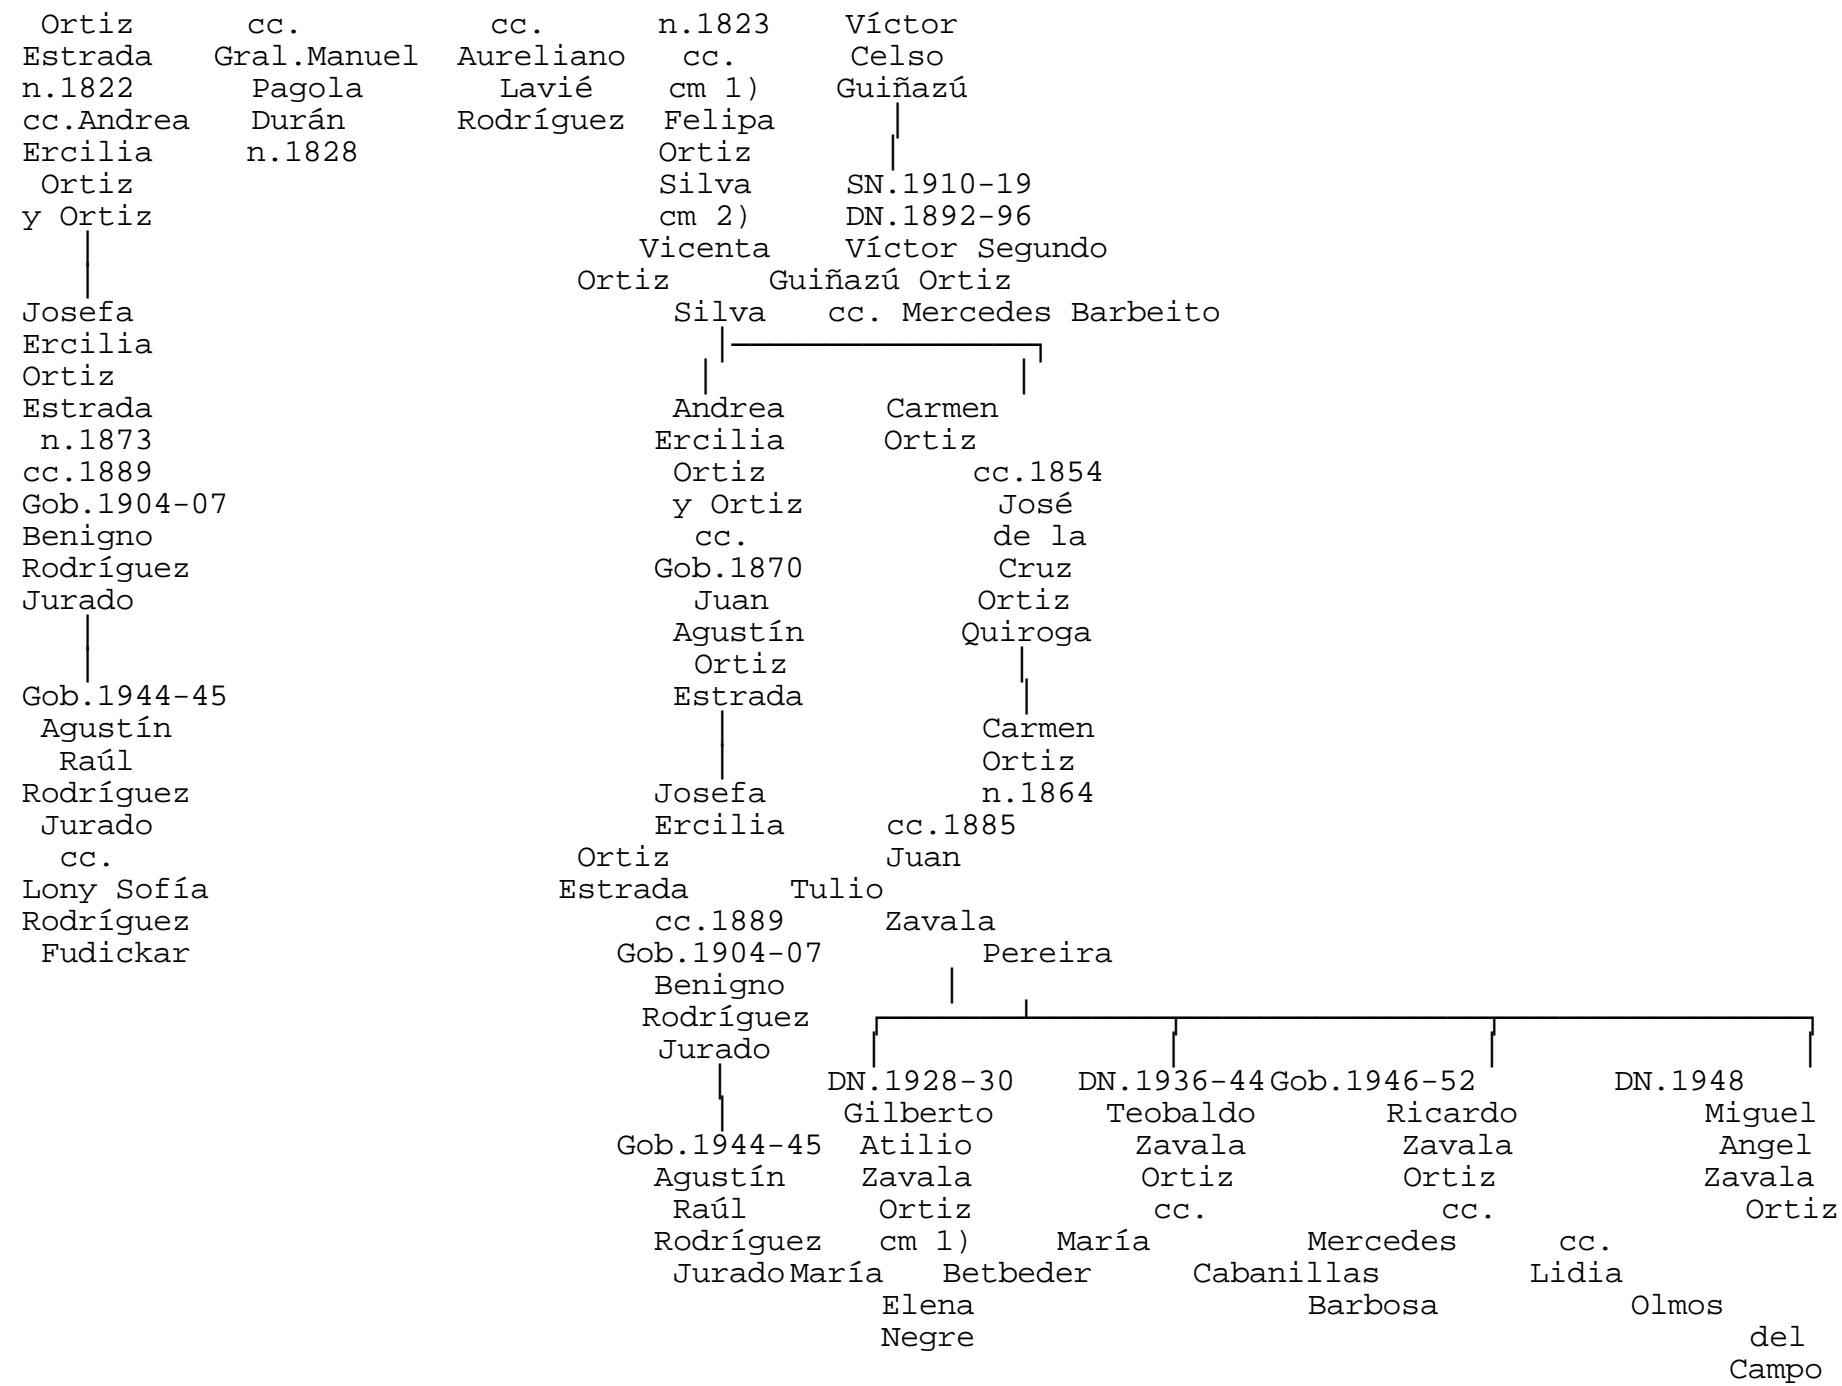 Ortiz cc. cc. n.1823 Víctor
Estrada Gral.Manuel Aureliano cc. Celso
n.1822 Pagola Lavié cm 1) Guiñazú
cc.Andrea Durán Rodríguez Felipa
Ercilia n.1828 Ortiz
Ortiz Silva SN.1910-19
y Ortiz cm 2) DN.1892-96
Vicenta Víctor Segundo
Ortiz Guiñazú Ortiz
Josefa Silva cc. Mercedes Barbeito
Ercilia
Ortiz
Estrada Andrea Carmen
n.1873 Ercilia Ortiz
cc.1889 Ortiz cc.1854
Gob.1904-07 y Ortiz José
Benigno cc. de la
Rodríguez Gob.1870 Cruz
Jurado Juan Ortiz
Agustín Quiroga
Ortiz
Gob.1944-45 Estrada
Agustín Carmen
Raúl Ortiz
Rodríguez Josefa n.1864
Jurado Ercilia cc.1885
cc. Ortiz Juan
Lony Sofía Estrada Tulio
Rodríguez cc.1889 Zavala
Fudickar Gob.1904-07 Pereira
Benigno
Rodríguez
Jurado
DN.1928-30 DN.1936-44 Gob.1946-52 DN.1948
Gilberto Teobaldo Ricardo Miguel
Gob.1944-45 Atilio Zavala Zavala Angel
Agustín Zavala Ortiz Ortiz Zavala
Raúl Ortiz cc. cc. Ortiz
Rodríguez cm 1) María Mercedes cc.
Jurado María Betbeder Cabanillas Lidia
Elena Barbosa Olmos
Negre del
Campo